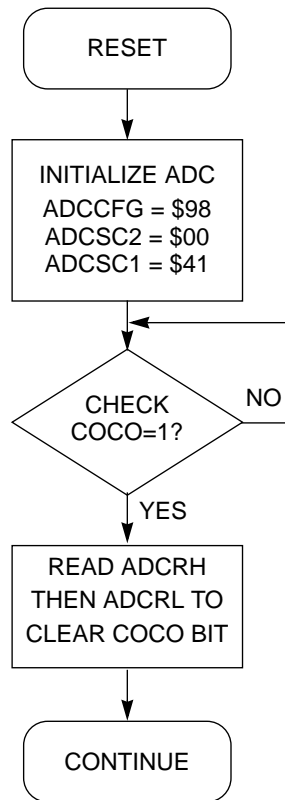 RESET
INITIALIZE ADC
ADCCFG = $98
ADCSC2 = $00
ADCSC1 = $41
CHECK
COCO=1?
NO
YES
READ ADCRH
THEN ADCRL TO
CLEAR COCO BIT
CONTINUE